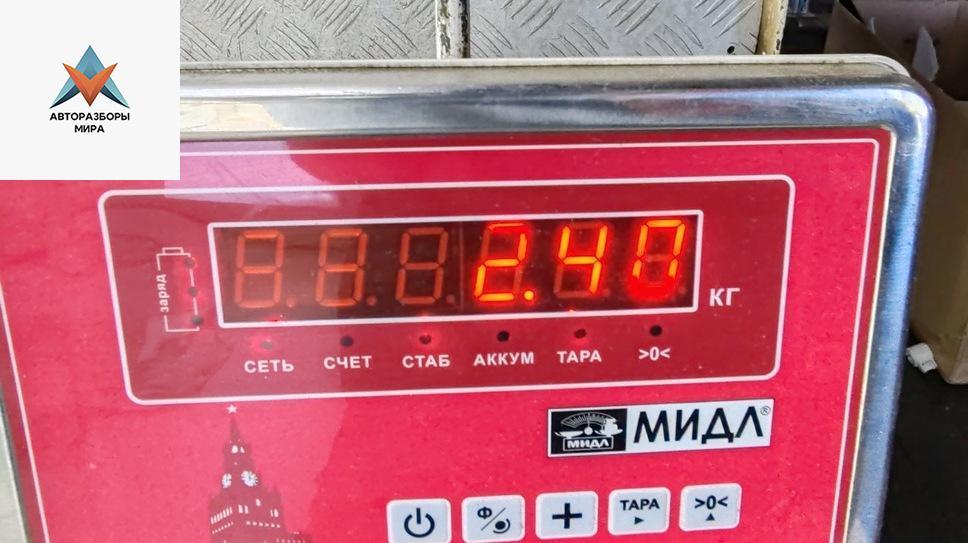 АВТОРАЗБОРЫ
МИРА
заряд
2.40
КГ
СЕТЬ СЧЕТ СТАБ АККУМ ТАРА >0<
МИДЛ МИДЛ®
Ф ТАРА >0<